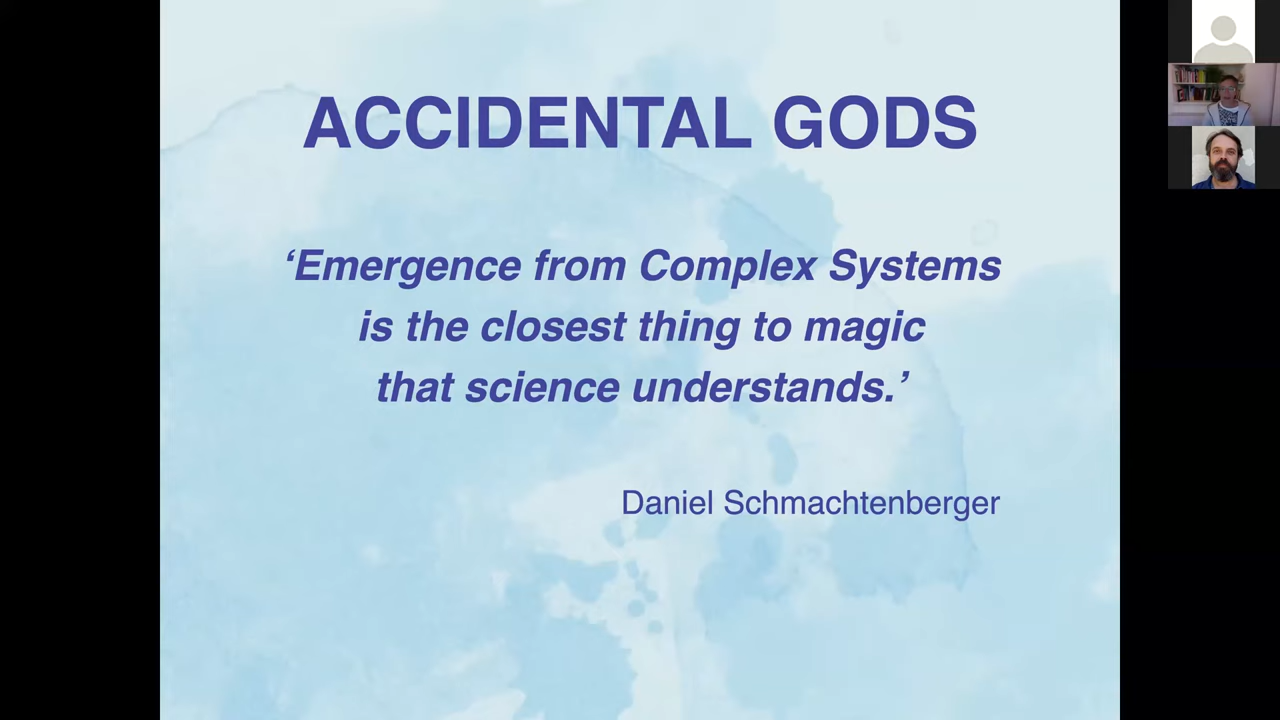 ACCIDENTAL GODS
‘Emergence from Complex Systems
is the closest thing to magic
that science understands.’
Daniel Schmachtenberger